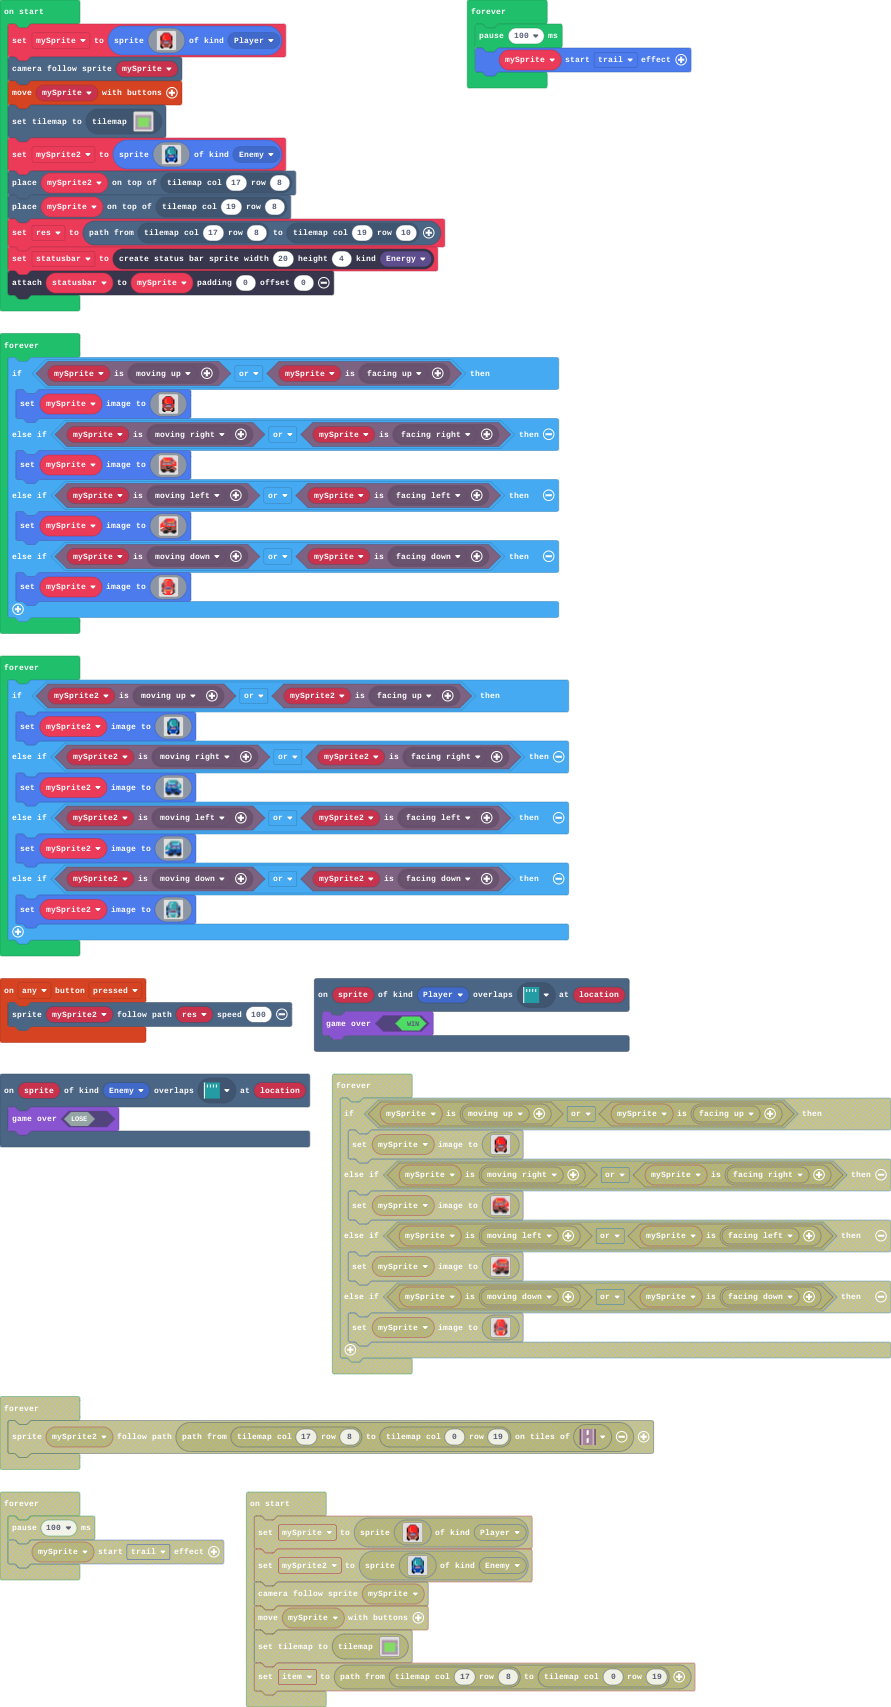 on start
set mySprite to sprite of kind Player
camera follow sprite mySprite
move mySprite with buttons
set tilemap to tilemap
set mySprite2 to sprite of kind Enemy
place mySprite2 on top of tilemap col 17 row 8
place mySprite on top of tilemap col 19 row 8
set res to path from tilemap col 17 row 8 to tilemap col 19 row 10
set statusbar to create status bar sprite width 20 height 4 kind Energy
attach statusbar to mySprite padding 0 offset 0
forever
pause 100 ms
mySprite start trail effect
forever
if mySprite is moving up or mySprite is facing up then
set mySprite image to
else if mySprite is moving right or mySprite is facing right then
set mySprite image to
else if mySprite is moving left or mySprite is facing left then
set mySprite image to
else if mySprite is moving down or mySprite is facing down then
set mySprite image to
forever
if mySprite2 is moving up or mySprite2 is facing up then
set mySprite2 image to
else if mySprite2 is moving right or mySprite2 is facing right then
set mySprite2 image to
else if mySprite2 is moving left or mySprite2 is facing left then
set mySprite2 image to
else if mySprite2 is moving down or mySprite2 is facing down then
set mySprite2 image to
on any button pressed
sprite mySprite2 follow path res speed 100
on sprite of kind Player overlaps at location
game over WIN
on sprite of kind Enemy overlaps at location
game over LOSE
forever
if mySprite is moving up or mySprite is facing up then
set mySprite image to
else if mySprite is moving right or mySprite is facing right then
set mySprite image to
else if mySprite is moving left or mySprite is facing left then
set mySprite image to
else if mySprite is moving down or mySprite is facing down then
set mySprite image to
forever
sprite mySprite2 follow path path from tilemap col 17 row 8 to tilemap col 0 row 19 on tiles of
forever
pause 100 ms
mySprite start trail effect
on start
set mySprite to sprite of kind Player
set mySprite2 to sprite of kind Enemy
camera follow sprite mySprite
move mySprite with buttons
set tilemap to tilemap
set item to path from tilemap col 17 row 8 to tilemap col 0 row 19